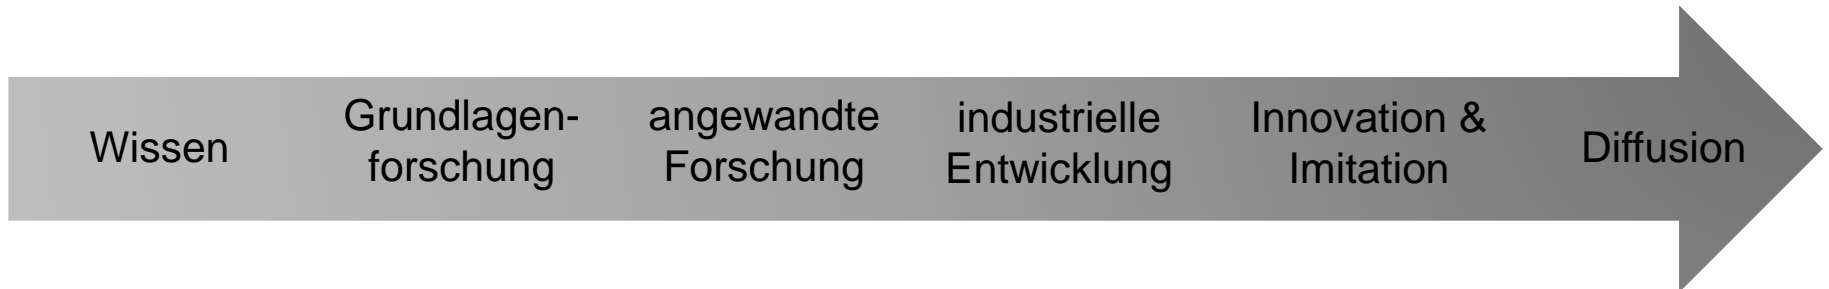 Wissen
Grundlagen-
forschung
angewandte
Forschung
industrielle
Entwicklung
Innovation &
Imitation
Diffusion